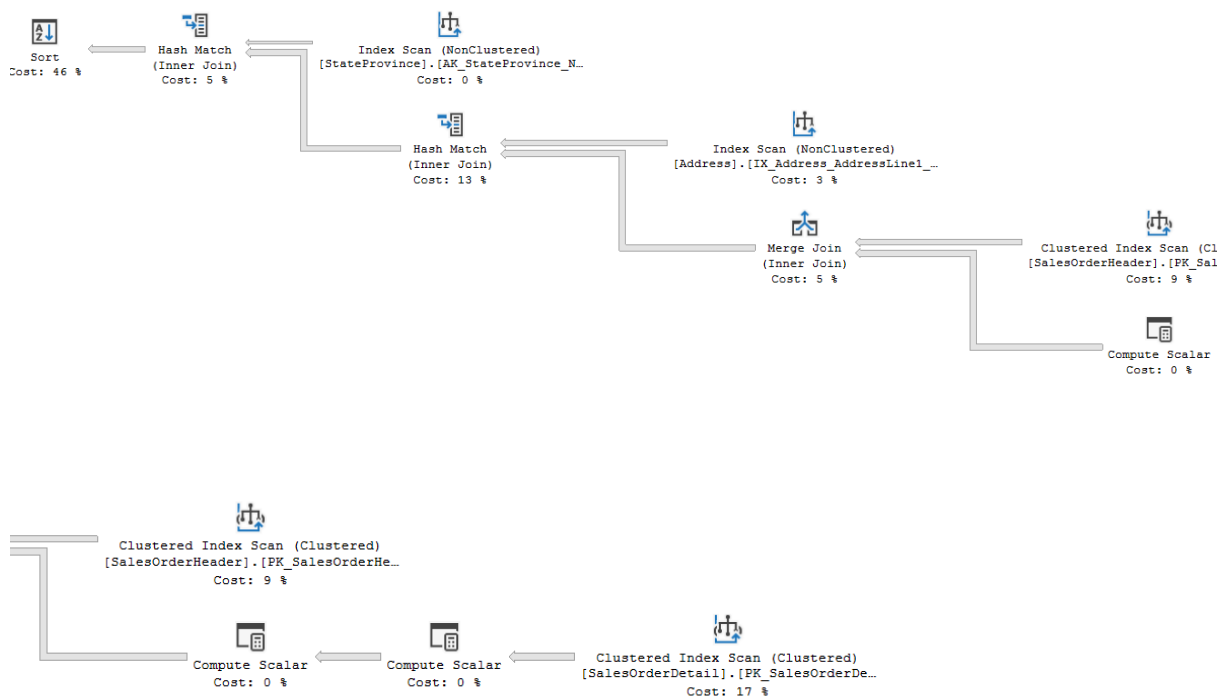 Sort
Cost: 46 %
Hash Match
(Inner Join)
Cost: 5 %
Index Scan (NonClustered)
[StateProvince].[AK_StateProvince_N…
Cost: 0 %
Hash Match
(Inner Join)
Cost: 13 %
Index Scan (NonClustered)
[Address].[IX_Address_AddressLine1_…
Cost: 3 %
Merge Join
(Inner Join)
Cost: 5 %
Clustered Index Scan (Cl
[SalesOrderHeader].[PK_Sal
Cost: 9 %
Compute Scalar
Cost: 0 %
Clustered Index Scan (Clustered)
[SalesOrderHeader].[PK_SalesOrderHe…
Cost: 9 %
Compute Scalar
Cost: 0 %
Compute Scalar
Cost: 0 %
Clustered Index Scan (Clustered)
[SalesOrderDetail].[PK_SalesOrderDe…
Cost: 17 %